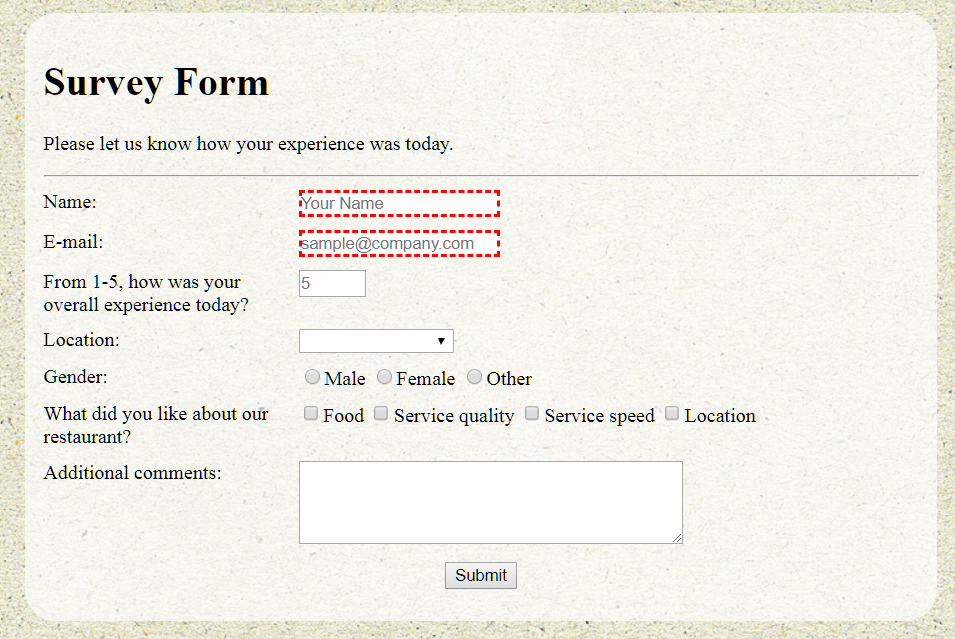 Survey Form
Please let us know how your experience was today.
Name:
Your Name
E-mail:
sample@company.com
From 1-5, how was your
overall experience today?
5
Location:
Gender:
Male Female Other
What did you like about our
restaurant?
Food Service quality Service speed Location
Additional comments:
Submit